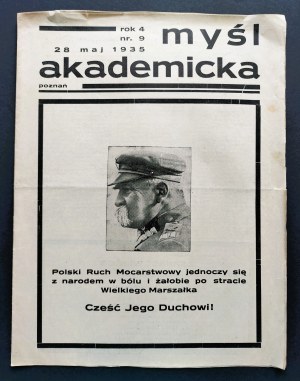 rok 4
nr. 9
28 maj 1935
myśl
akademicka
poznań
Polski Ruch Mocarstwowy jednoczy się
z narodem w bólu i żałobie po stracie
Wielkiego Marszałka
Cześć Jego Duchowi!